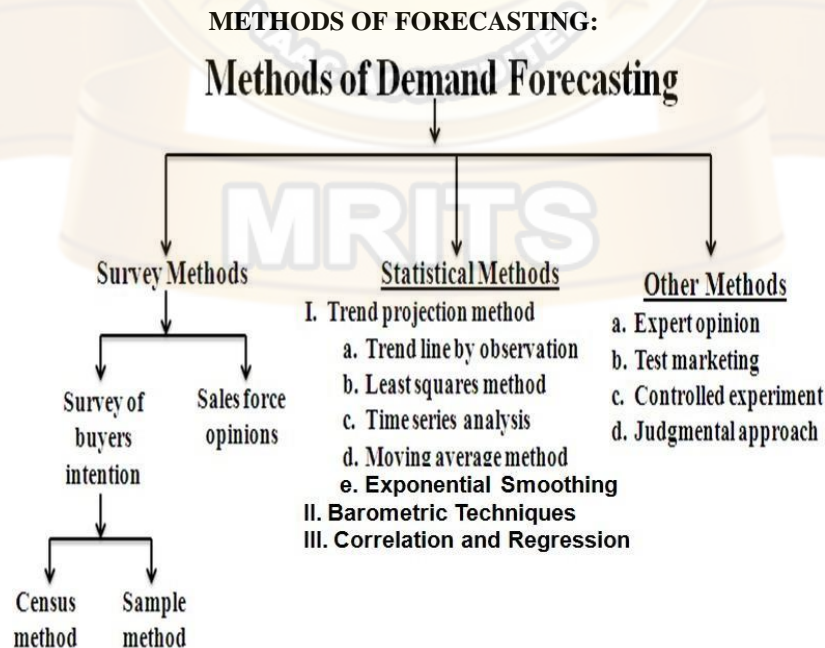 METHODS OF FORECASTING:
Methods of Demand Forecasting
MRITS
Survey Methods
Survey of
buyers
intention
Sales force
opinions
Census
method
Sample
method
Statistical Methods
I. Trend projection method
a. Trend line by observation
b. Least squares method
c. Time series analysis
d. Moving average method
e. Exponential Smoothing
II. Barometric Techniques
III. Correlation and Regression
Other Methods
a. Expert opinion
b. Test marketing
c. Controlled experiment
d. Judgmental approach